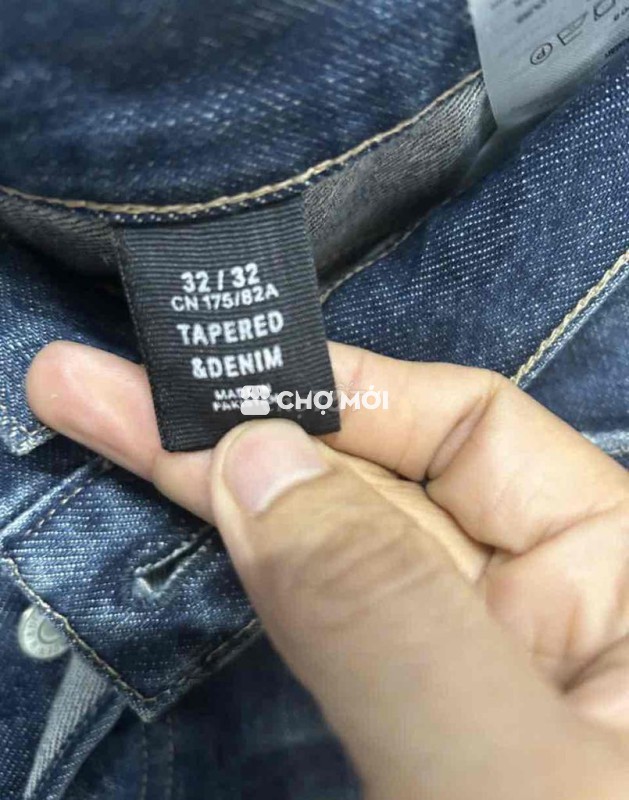 32 / 32
CN 175/82A
TAPERED
&DENIM
CHỢ MỚI